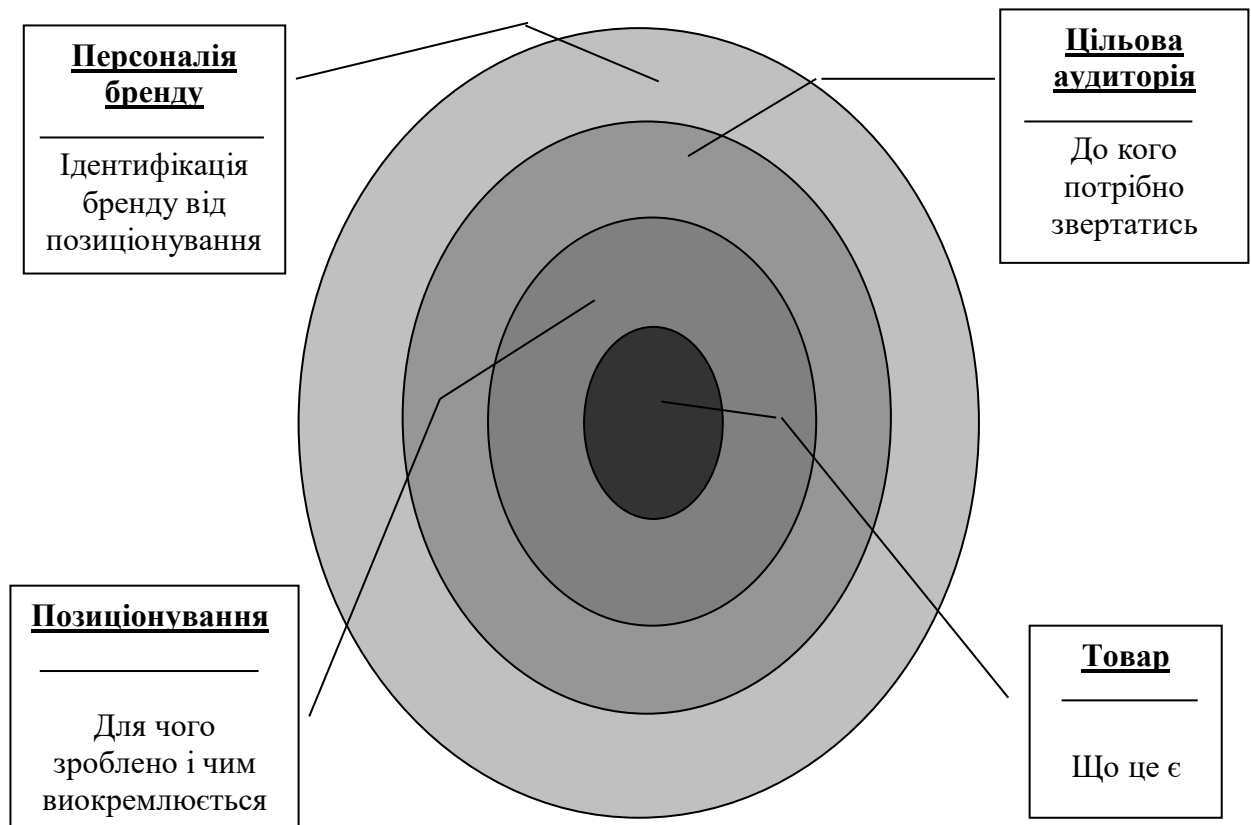 Персоналія
бренду
Ідентифікація
бренду від
позиціонування
Цільова
аудиторія
До кого
потрібно
звертатись
Позиціонування
Для чого
зроблено і чим
виокремлюється
Товар
Що це є